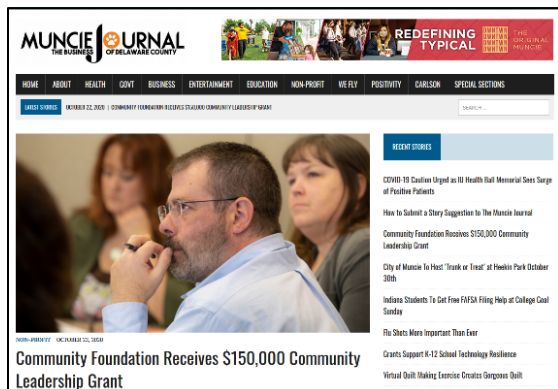 MUNCIE JOURNAL
THE BUSINESS OF DELAWARE COUNTY
REDEFINING
TYPICAL
THE
ORIGINAL
MUNCIE
HOME ABOUT HEALTH GOVT BUSINESS ENTERTAINMENT EDUCATION NON-PROFIT WE FLY POSITIVITY CARLSON SPECIAL SECTIONS
LATEST STORIES OCTOBER 22, 2020 | COMMUNITY FOUNDATION RECEIVES $150,000 COMMUNITY LEADERSHIP GRANT
SEARCH …
RECENT STORIES
COVID-19 Caution Urged as IU Health Ball Memorial Sees Surge
of Positive Patients
How to Submit a Story Suggestion to The Muncie Journal
Community Foundation Receives $150,000 Community
Leadership Grant
City of Muncie To Host 'Trunk or Treat' at Heekin Park October
30th
Indiana Students To Get Free FAFSA Filing Help at College Goal
Sunday
Flu Shots More Important Than Ever
Grants Support K-12 School Technology Resilience
Virtual Quilt Making Exercise Creates Gorgeous Quilt
NON-PROFIT OCTOBER 22, 2020
Community Foundation Receives $150,000 Community
Leadership Grant